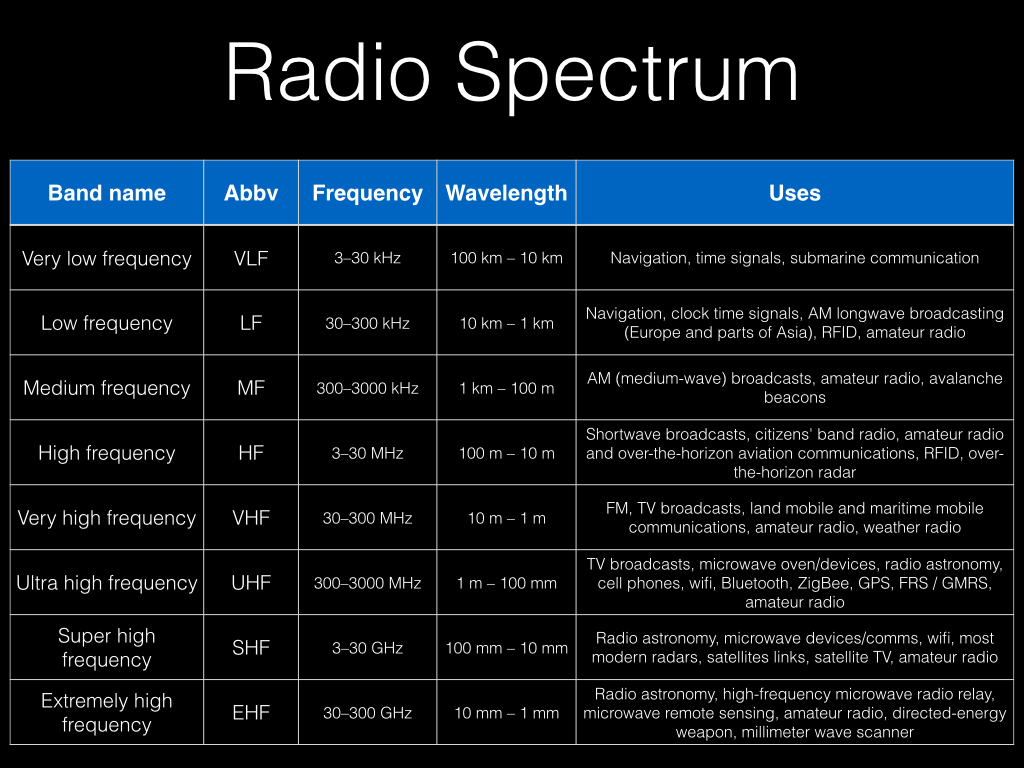 Radio Spectrum
Band name Abbv Frequency Wavelength Uses
Very low frequency VLF 3–30 kHz 100 km – 10 km Navigation, time signals, submarine communication
Low frequency LF 30–300 kHz 10 km – 1 km Navigation, clock time signals, AM longwave broadcasting
(Europe and parts of Asia), RFID, amateur radio
Medium frequency MF 300–3000 kHz 1 km – 100 m AM (medium-wave) broadcasts, amateur radio, avalanche
beacons
High frequency HF 3–30 MHz 100 m – 10 m Shortwave broadcasts, citizens' band radio, amateur radio
and over-the-horizon aviation communications, RFID, over-
the-horizon radar
Very high frequency VHF 30–300 MHz 10 m – 1 m FM, TV broadcasts, land mobile and maritime mobile
communications, amateur radio, weather radio
Ultra high frequency UHF 300–3000 MHz 1 m – 100 mm TV broadcasts, microwave oven/devices, radio astronomy,
cell phones, wifi, Bluetooth, ZigBee, GPS, FRS / GMRS,
amateur radio
Super high
frequency SHF 3–30 GHz 100 mm – 10 mm Radio astronomy, microwave devices/comms, wifi, most
modern radars, satellites links, satellite TV, amateur radio
Extremely high
frequency EHF 30–300 GHz 10 mm – 1 mm Radio astronomy, high-frequency microwave radio relay,
microwave remote sensing, amateur radio, directed-energy
weapon, millimeter wave scanner